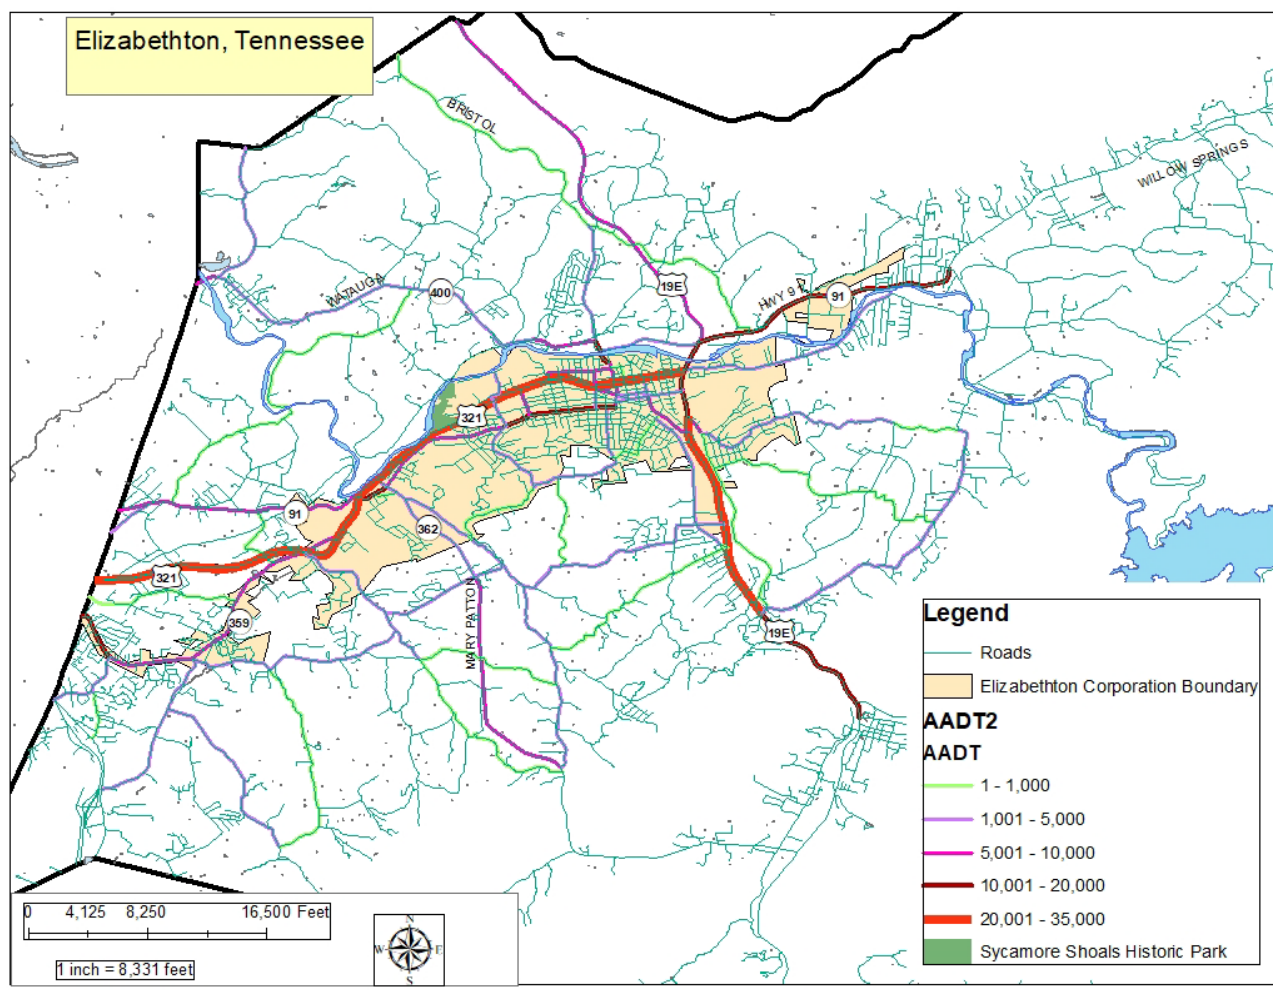 Elizabethton, Tennessee
BRISTOL
WILLOW SPRINGS
WATAUGA
400
19E
HWY 91
91
321
91
362
321
359
MARY PATTON
19E
Legend
Roads
Elizabethton Corporation Boundary
AADT2
AADT
1 - 1,000
1,001 - 5,000
5,001 - 10,000
10,001 - 20,000
20,001 - 35,000
Sycamore Shoals Historic Park
0 4,125 8,250 16,500 Feet
1 inch = 8,331 feet
N
W E
S